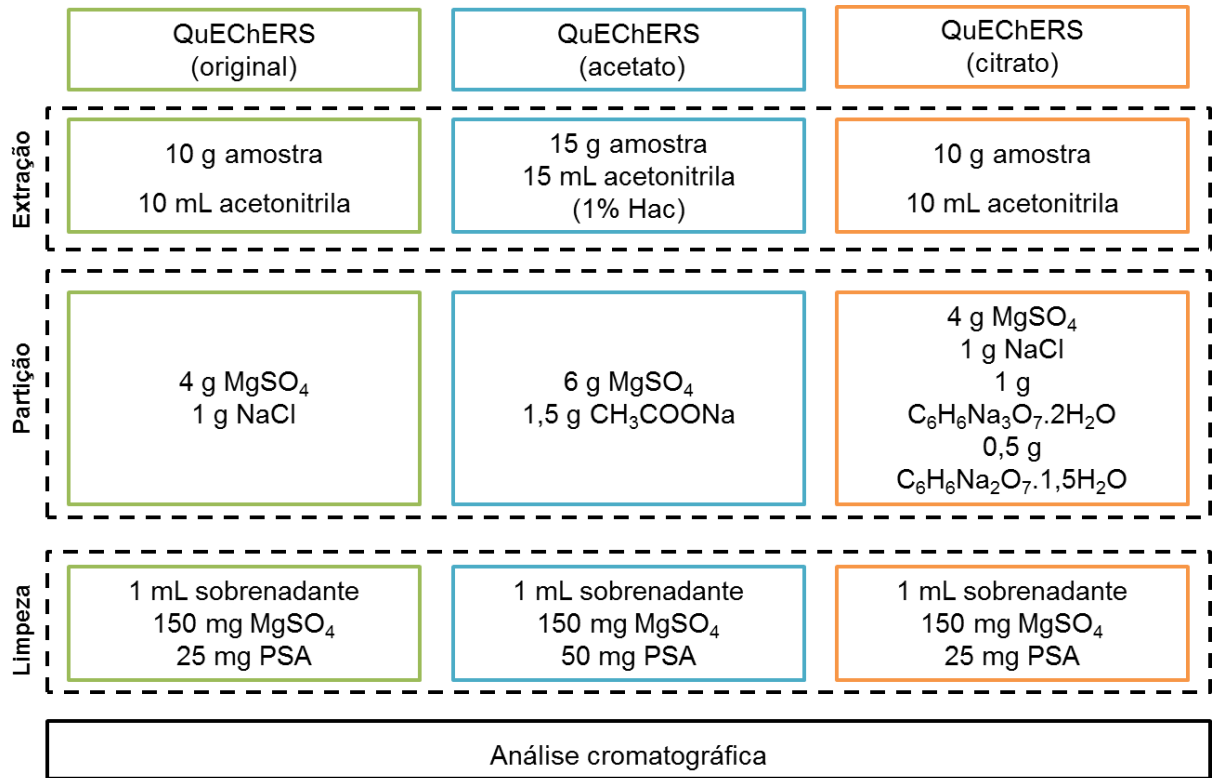 QuEChERS
(original)
QuEChERS
(acetato)
QuEChERS
(citrato)
Extração
10 g amostra
10 mL acetonitrila
15 g amostra
15 mL acetonitrila
(1% Hac)
10 g amostra
10 mL acetonitrila
Partição
4 g MgSO₄
1 g NaCl
6 g MgSO₄
1,5 g CH₃COONa
4 g MgSO₄
1 g NaCl
1 g
C₆H₆Na₃O₇.2H₂O
0,5 g
C₆H₆Na₂O₇.1,5H₂O
Limpeza
1 mL sobrenadante
150 mg MgSO₄
25 mg PSA
1 mL sobrenadante
150 mg MgSO₄
50 mg PSA
1 mL sobrenadante
150 mg MgSO₄
25 mg PSA
Análise cromatográfica